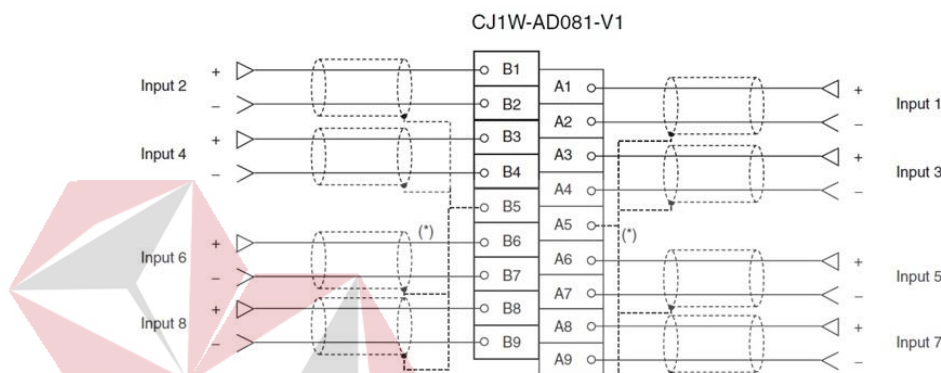 CJ1W-AD081-V1
Input 2
+
−
B1
B2
A1
A2
+
−
Input 1
Input 4
+
−
B3
B4
A3
A4
+
−
Input 3
B5
(*)
A5
(*)
Input 6
+
−
B6
B7
A6
A7
+
−
Input 5
Input 8
+
−
B8
B9
A8
A9
+
−
Input 7